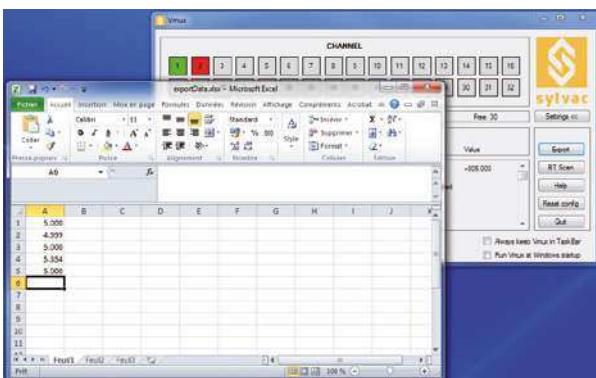 Vmux
CHANNEL
1 2 3 4 5 6 7 8 9 10 11 12 13 14 15 16
30 31 32
sylvac
Free 30
Settings <<
Value
+005.000
Export
RT Scan
Help
Reset config
Quit
Always keep Vmux in TaskBar
Run Vmux at Windows startup
exportData.xlsx - Microsoft Excel
Fichier Accueil Insertion Mise en page Formules Données Révision Affichage Compléments Acrobat
Coller
Calibri 11
Standard
Style
Insérer
Supprimer
Format
Presse-papiers Police Alignement Nombre Cellules Édition
A6 fx
A B C D E F G H I J K
1 5.000
2 4.999
3 5.000
4
5 5.000
6
7
8
9
10
11
Feuil1 Feuil2 Feuil3
Prêt 100 %